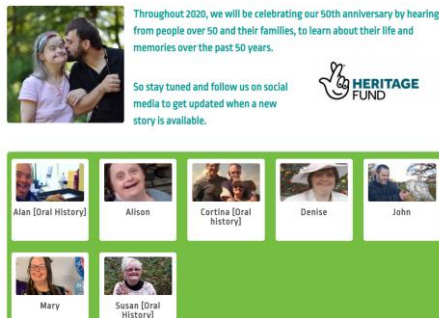 Throughout 2020, we will be celebrating our 50th anniversary by hearing
from people over 50 and their families, to learn about their life and
memories over the past 50 years.
So stay tuned and follow us on social
media to get updated when a new
story is available.
HERITAGE
FUND
Alan [Oral History]
Alison
Cortina [Oral
history]
Denise
John
Mary
Susan [Oral
History]